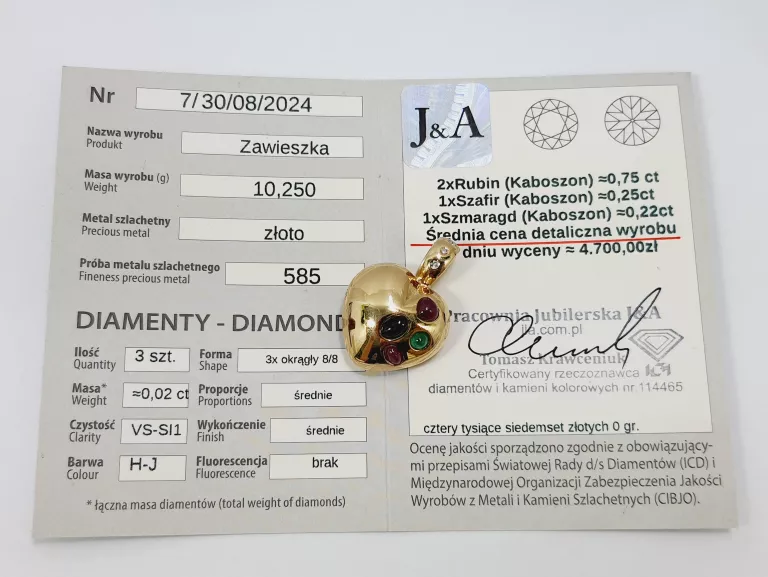 Nr 7/30/08/2024
Nazwa wyrobu
Produkt
Zawieszka
Masa wyrobu (g)
Weight
10,250
Metal szlachetny
Precious metal
złoto
Próba metalu szlachetnego
Fineness precious metal
585
DIAMENTY - DIAMOND
Ilość
Quantity
3 szt.
Forma
Shape
3x okrągły 8/8
Masa*
Weight
≈0,02 ct
Proporcje
Proportions
średnie
Czystość
Clarity
VS-SI1
Wykończenie
Finish
średnie
Barwa
Colour
H-J
Fluorescencja
Fluorescence
brak
* łączna masa diamentów (total weight of diamonds)
J&A
2xRubin (Kaboszon) ≈0,75 ct
1xSzafir (Kaboszon) ≈0,25ct
1xSzmaragd (Kaboszon) ≈0,22ct
Średnia cena detaliczna wyrobu
dniu wyceny ≈ 4.700,00zł
Pracownia Jubilerska J&A
jja.com.pl
Tomasz Krawceniuk
Certyfikowany rzeczoznawca
diamentów i kamieni kolorowych nr 114465
cztery tysiące siedemset złotych 0 gr.
Ocenę jakości sporządzono zgodnie z obowiązujący-
mi przepisami Światowej Rady d/s Diamentów (ICD) i
Międzynarodowej Organizacji Zabezpieczenia Jakości
Wyrobów z Metali i Kamieni Szlachetnych (CIBJO).